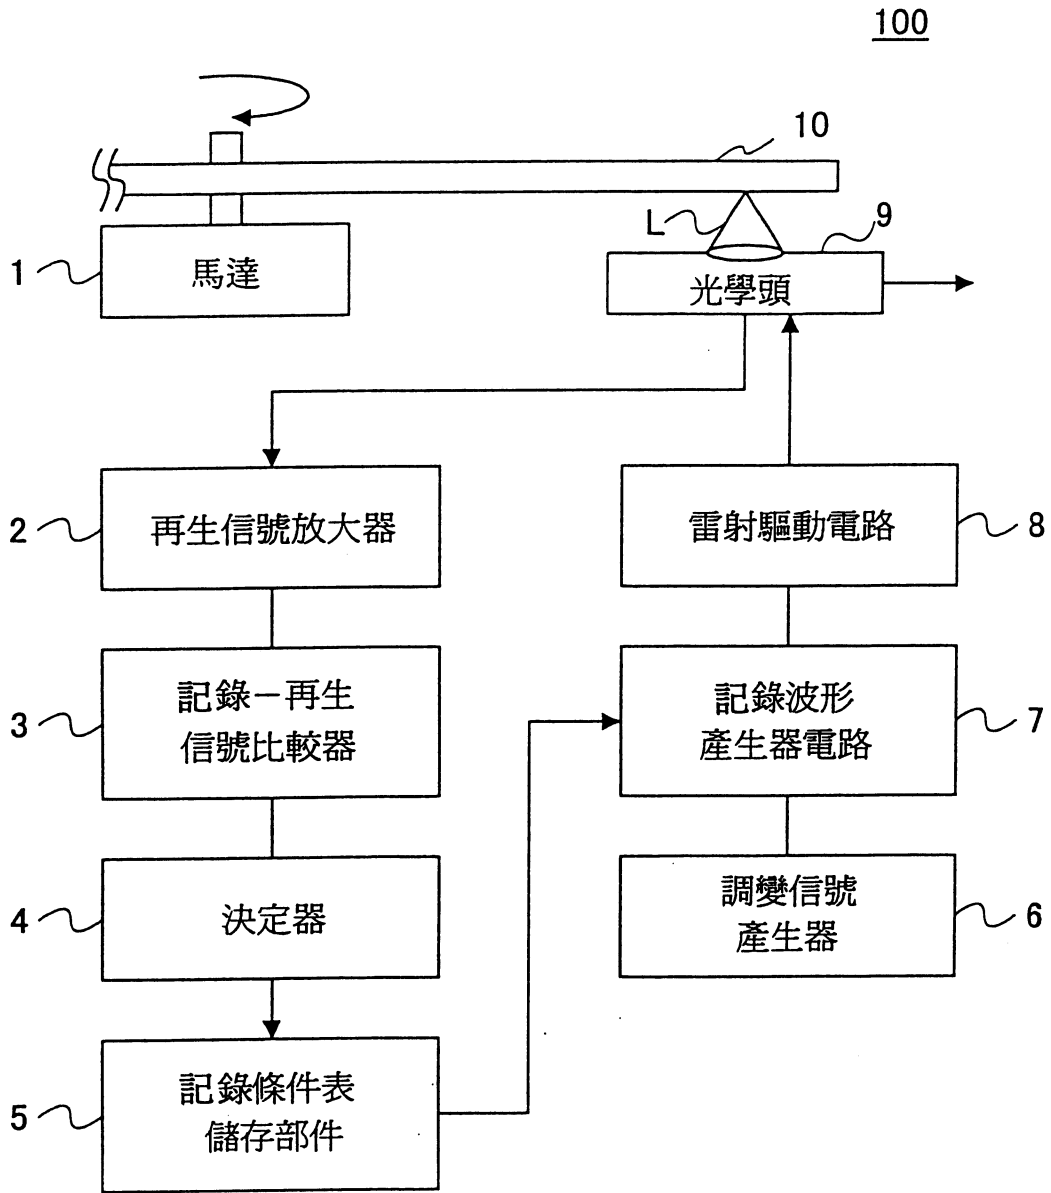 100
10
L
9
1
馬達
光學頭
2
再生信號放大器
雷射驅動電路
8
3
記錄－再生
信號比較器
記錄波形
產生器電路
7
4
決定器
調變信號
產生器
6
5
記錄條件表
儲存部件